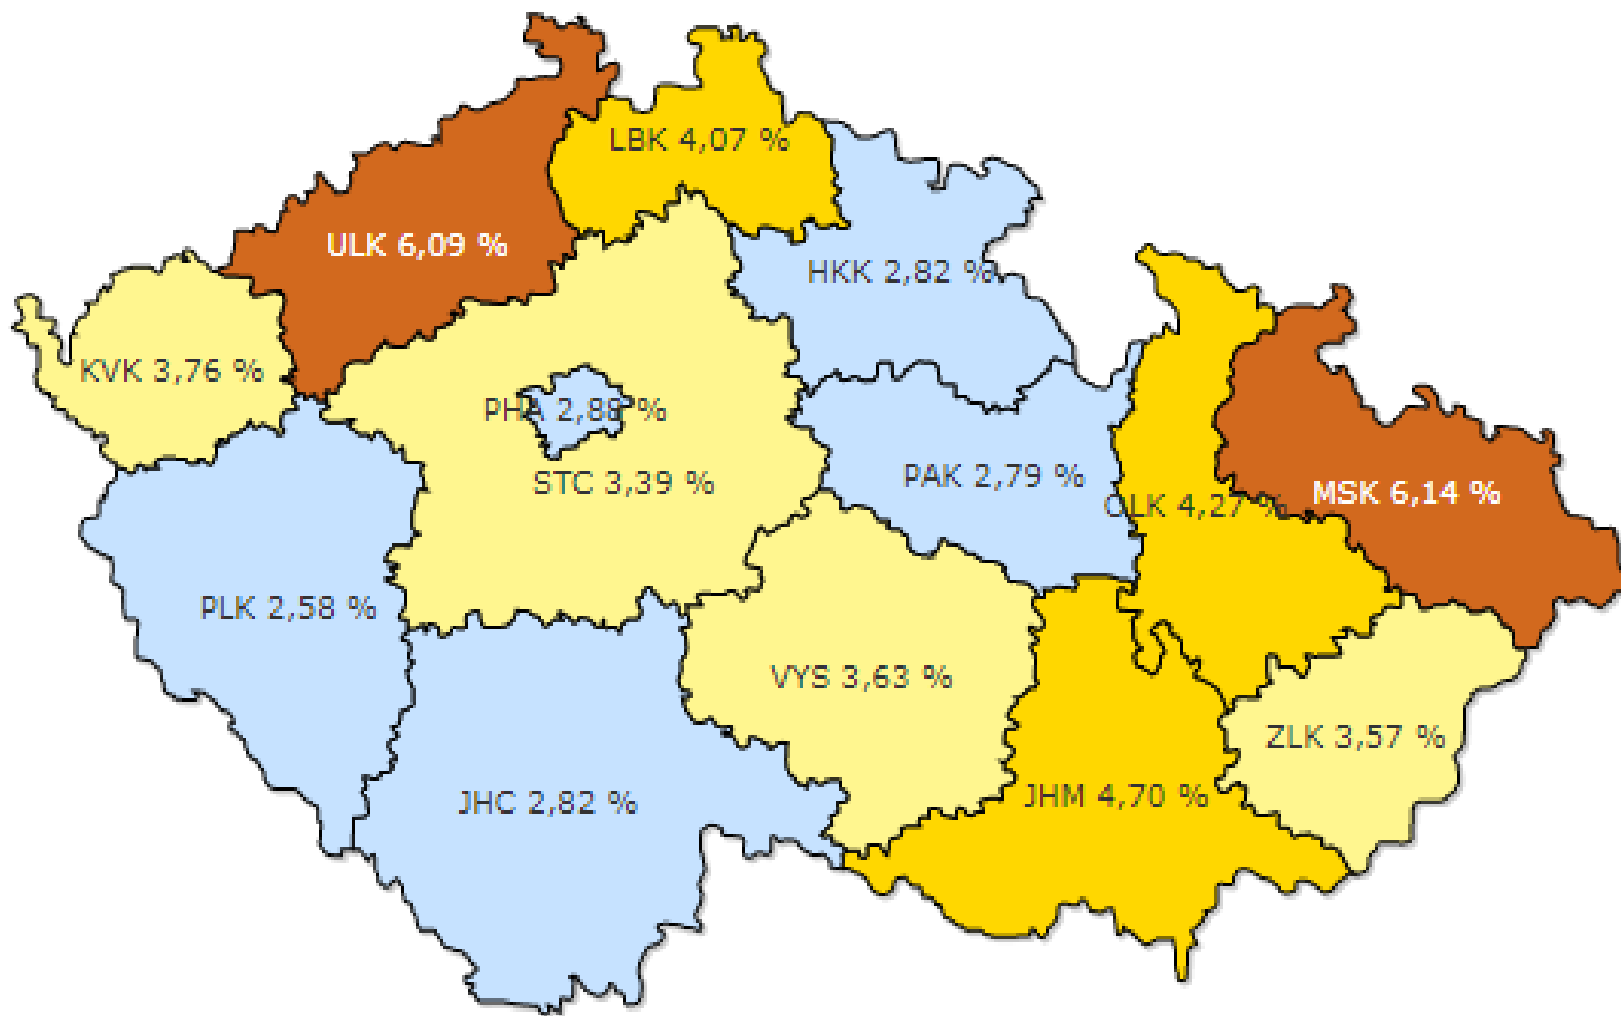 LBK 4,07 %
ULK 6,09 %
HKK 2,82 %
KVK 3,76 %
PHA 2,88 %
STC 3,39 %
PAK 2,79 %
OLK 4,27 %
MSK 6,14 %
PLK 2,58 %
VYS 3,63 %
ZLK 3,57 %
JHC 2,82 %
JHM 4,70 %